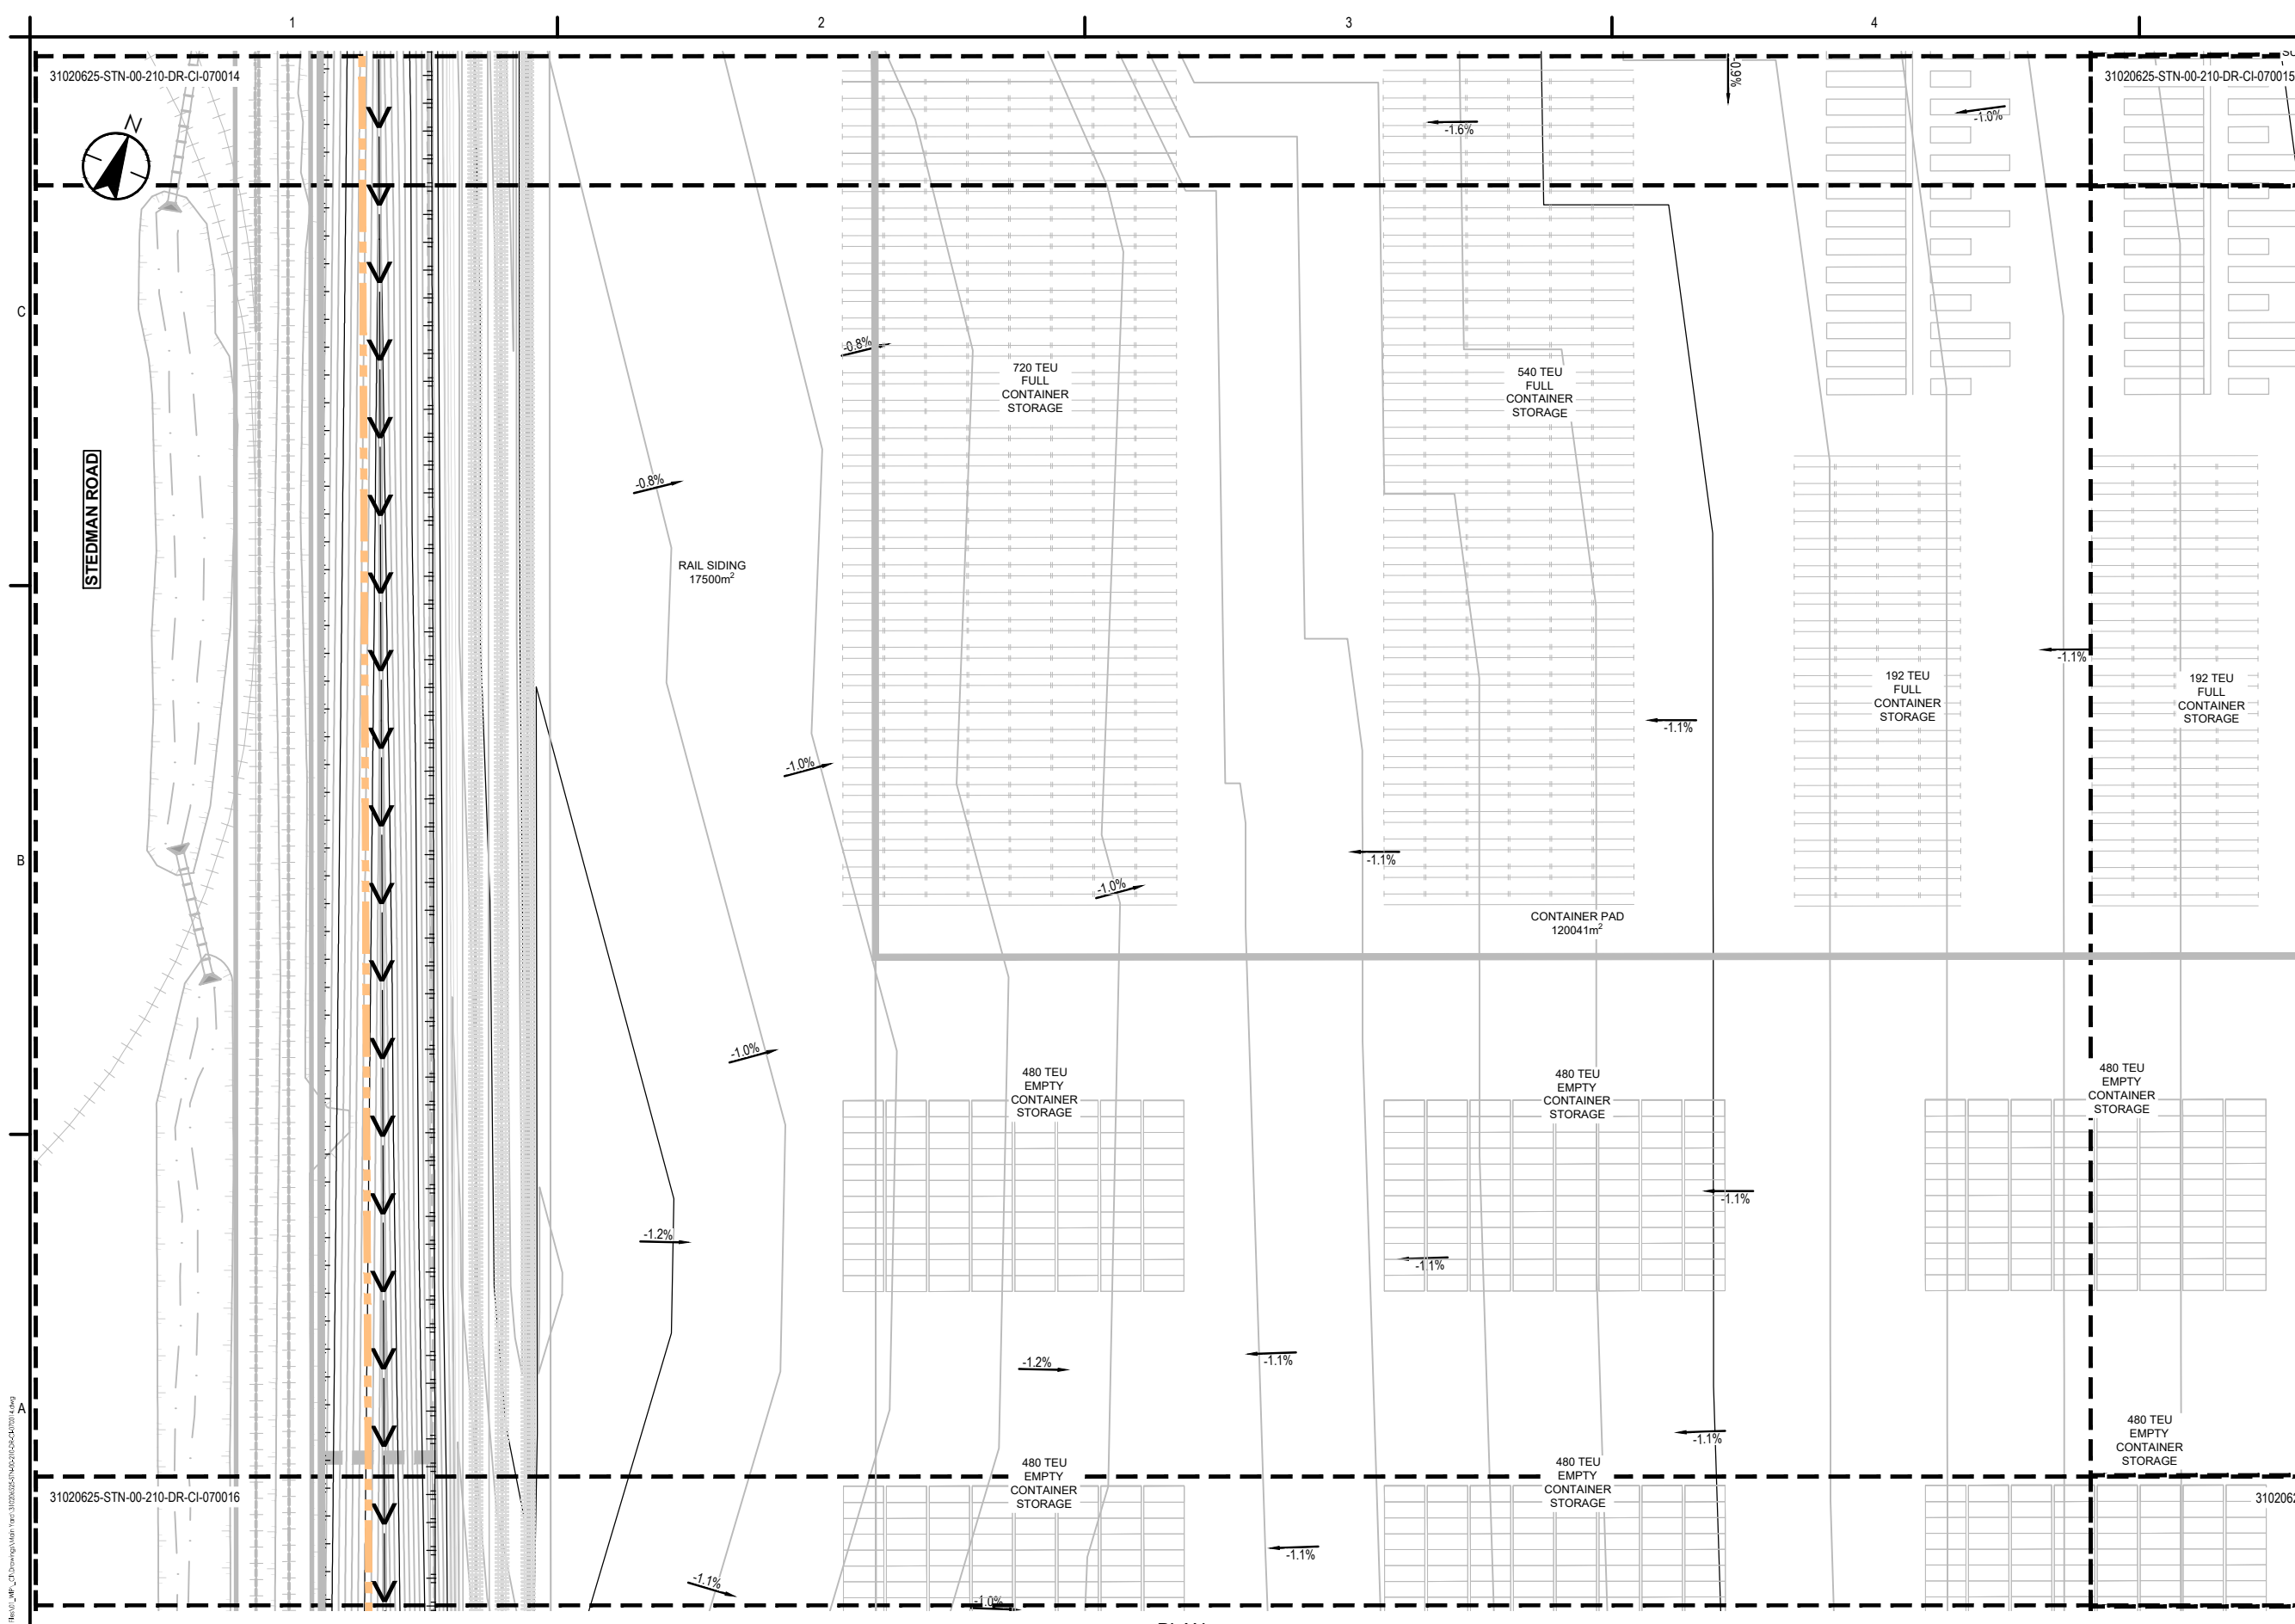 1
2
3
4
31020625-STN-00-210-DR-CI-070014
31020625-STN-00-210-DR-CI-070015
N
-0.9%
-1.0%
-1.6%
C
-0.8%
720 TEU
FULL
CONTAINER
STORAGE
540 TEU
FULL
CONTAINER
STORAGE
STEDMAN ROAD
-0.8%
RAIL SIDING
17500m²
-1.1%
192 TEU
FULL
CONTAINER
STORAGE
192 TEU
FULL
CONTAINER
STORAGE
-1.1%
-1.0%
B
-1.1%
-1.0%
CONTAINER PAD
120041m²
-1.0%
480 TEU
EMPTY
CONTAINER
STORAGE
480 TEU
EMPTY
CONTAINER
STORAGE
480 TEU
EMPTY
CONTAINER
STORAGE
-1.1%
-1.2%
-1.1%
-1.2%
-1.1%
A
-1.1%
480 TEU
EMPTY
CONTAINER
STORAGE
480 TEU
EMPTY
CONTAINER
STORAGE
480 TEU
EMPTY
CONTAINER
STORAGE
31020625-STN-00-210-DR-CI-070016
310206
-1.1%
-1.1%
-1.0%